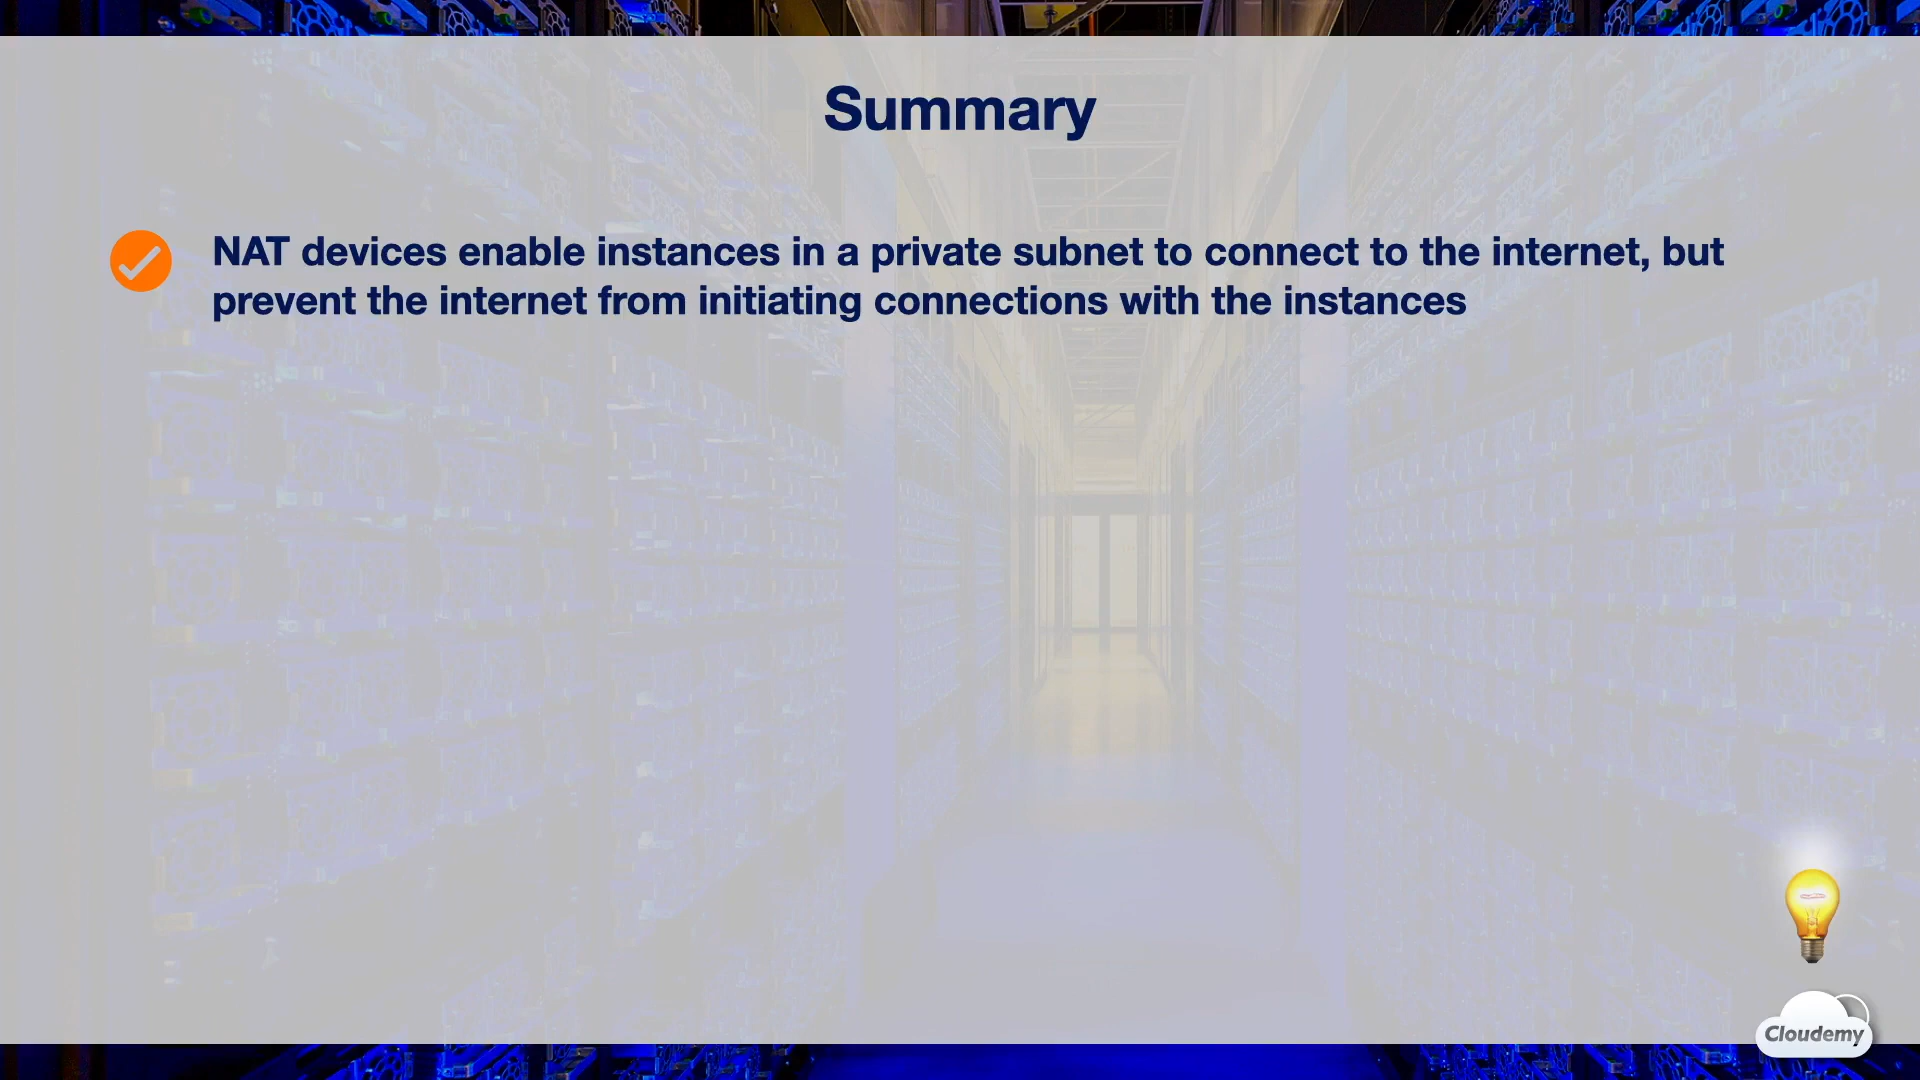 Summary
NAT devices enable instances in a private subnet to connect to the internet, but
prevent the internet from initiating connections with the instances
Cloudemy